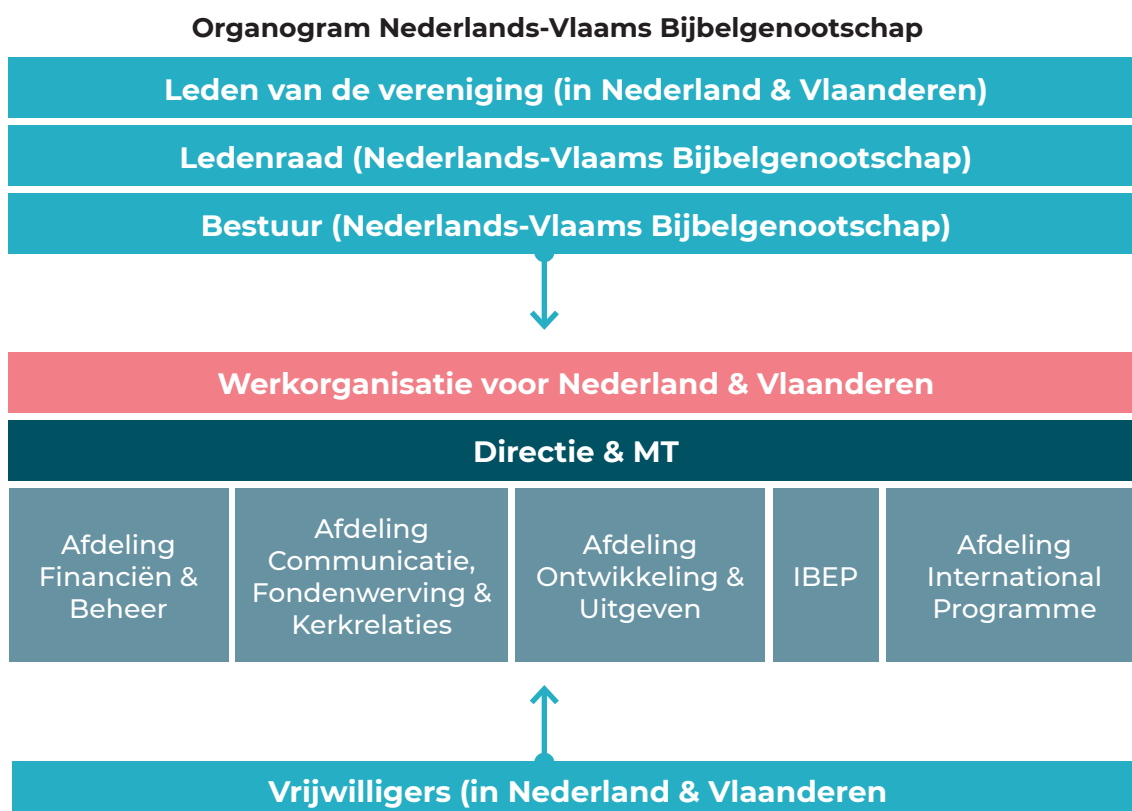 Organogram Nederlands-Vlaams Bijbelgenootschap
Leden van de vereniging (in Nederland & Vlaanderen)
Ledenraad (Nederlands-Vlaams Bijbelgenootschap)
Bestuur (Nederlands-Vlaams Bijbelgenootschap)
Werkorganisatie voor Nederland & Vlaanderen
Directie & MT
Afdeling
Financiën &
Beheer
Afdeling
Communicatie,
Fondenwerving &
Kerkrelaties
Afdeling
Ontwikkeling &
Uitgeven
IBEP
Afdeling
International
Programme
Vrijwilligers (in Nederland & Vlaanderen